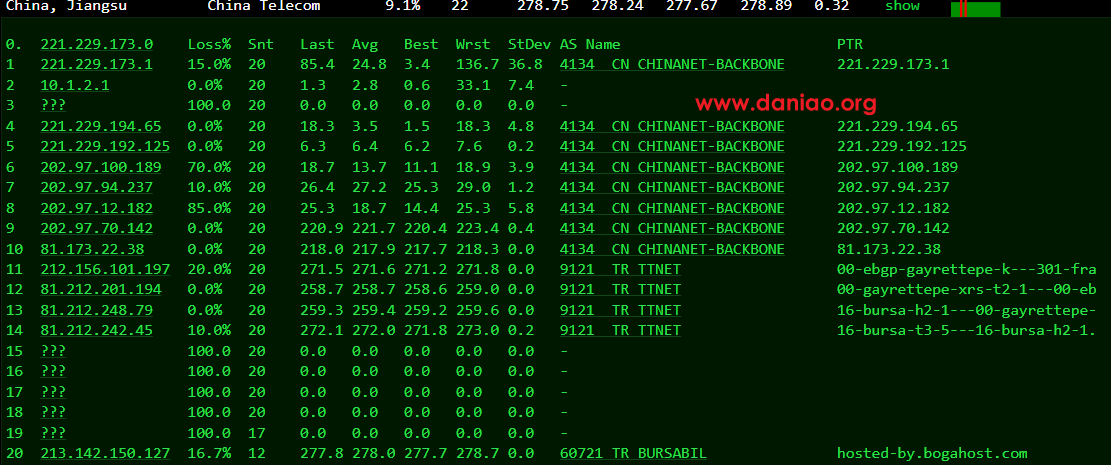 China, Jiangsu China Telecom 9.1% 22 278.75 278.24 277.67 278.89 0.32 show
0. 221.229.173.0 Loss% Snt Last Avg Best Wrst StDev AS Name PTR
1 221.229.173.1 15.0% 20 85.4 24.8 3.4 136.7 36.8 4134 CN CHINANET-BACKBONE 221.229.173.1
2 10.1.2.1 0.0% 20 1.3 2.8 0.6 33.1 7.4 -
3 ??? 100.0 20 0.0 0.0 0.0 0.0 0.0 -
www.daniao.org
4 221.229.194.65 0.0% 20 18.3 3.5 1.5 18.3 4.8 4134 CN CHINANET-BACKBONE 221.229.194.65
5 221.229.192.125 0.0% 20 6.3 6.4 6.2 7.6 0.2 4134 CN CHINANET-BACKBONE 221.229.192.125
6 202.97.100.189 70.0% 20 18.7 13.7 11.1 18.9 3.9 4134 CN CHINANET-BACKBONE 202.97.100.189
7 202.97.94.237 10.0% 20 26.4 27.2 25.3 29.0 1.2 4134 CN CHINANET-BACKBONE 202.97.94.237
8 202.97.12.182 85.0% 20 25.3 18.7 14.4 25.3 5.8 4134 CN CHINANET-BACKBONE 202.97.12.182
9 202.97.70.142 0.0% 20 220.9 221.7 220.4 223.4 0.4 4134 CN CHINANET-BACKBONE 202.97.70.142
10 81.173.22.38 0.0% 20 218.0 217.9 217.7 218.3 0.0 4134 CN CHINANET-BACKBONE 81.173.22.38
11 212.156.101.197 20.0% 20 271.5 271.6 271.2 271.8 0.0 9121 TR TTNET 00-ebgp-gayrettepe-k---301-fra
12 81.212.201.194 0.0% 20 258.7 258.7 258.6 259.0 0.0 9121 TR TTNET 00-gayrettepe-xrs-t2-1---00-eb
13 81.212.248.79 0.0% 20 259.3 259.4 259.2 259.6 0.0 9121 TR TTNET 16-bursa-h2-1---00-gayrettepe-
14 81.212.242.45 10.0% 20 272.1 272.0 271.8 273.0 0.2 9121 TR TTNET 16-bursa-t3-5---16-bursa-h2-1.
15 ??? 100.0 20 0.0 0.0 0.0 0.0 0.0 -
16 ??? 100.0 20 0.0 0.0 0.0 0.0 0.0 -
17 ??? 100.0 20 0.0 0.0 0.0 0.0 0.0 -
18 ??? 100.0 20 0.0 0.0 0.0 0.0 0.0 -
19 ??? 100.0 17 0.0 0.0 0.0 0.0 0.0 -
20 213.142.150.127 16.7% 12 277.8 278.0 277.7 278.7 0.0 60721 TR BURSABIL hosted-by.bogahost.com